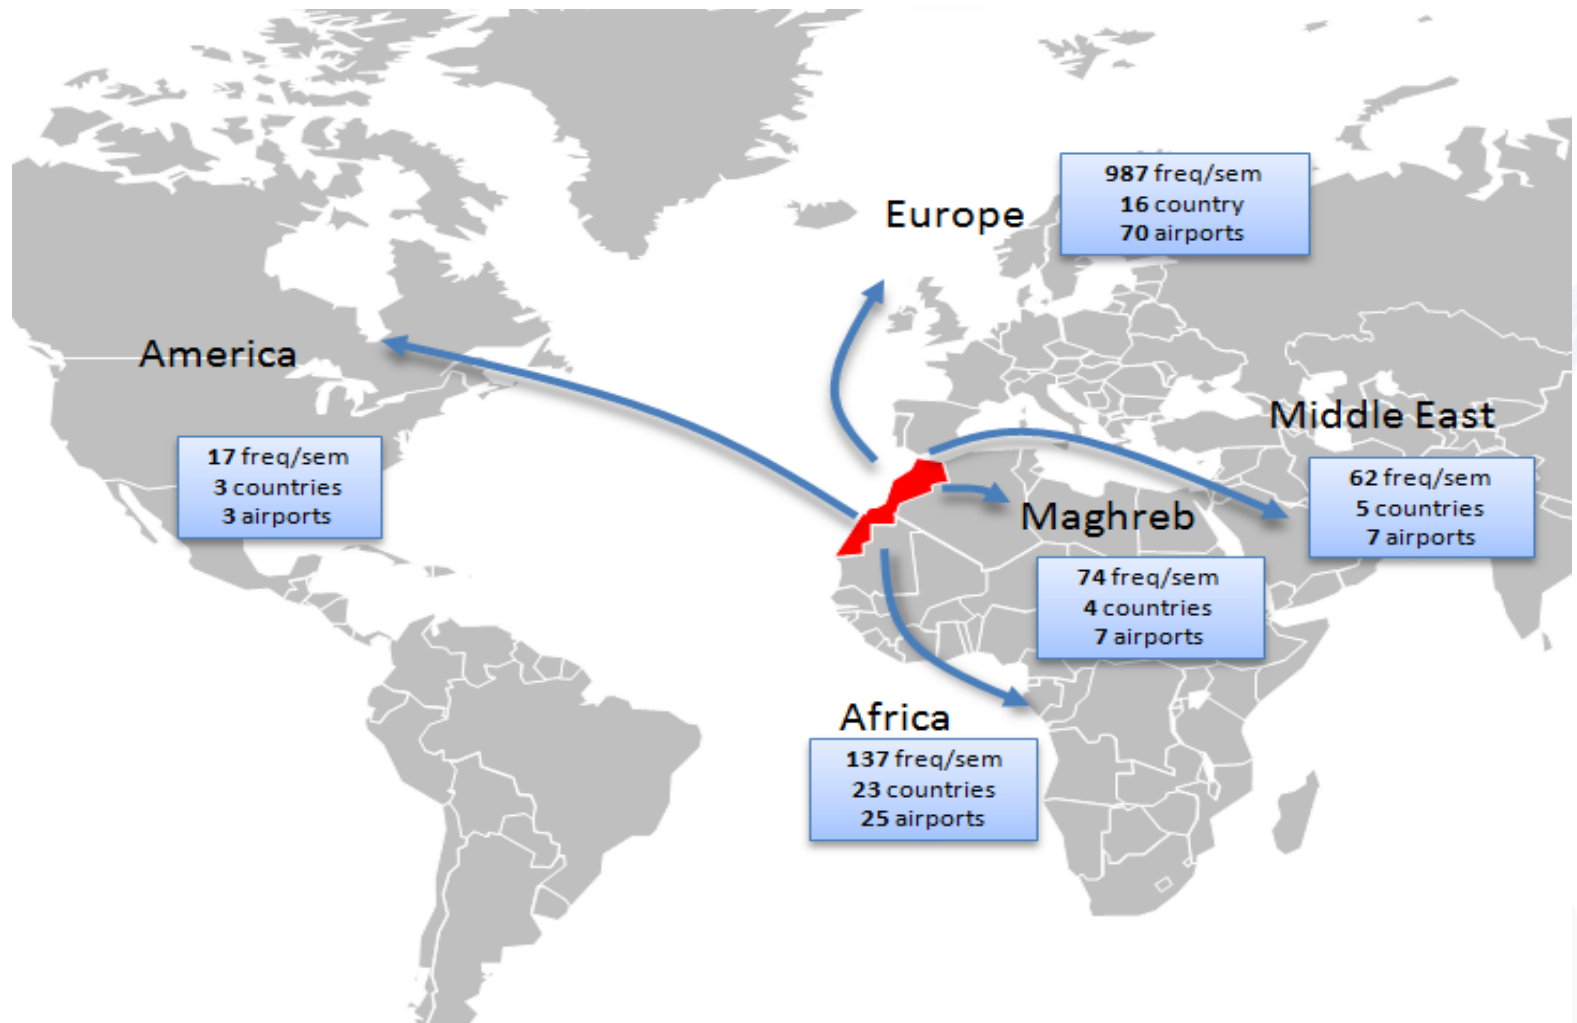 Europe
987 freq/sem
16 country
70 airports
America
17 freq/sem
3 countries
3 airports
Middle East
62 freq/sem
5 countries
7 airports
Maghreb
74 freq/sem
4 countries
7 airports
Africa
137 freq/sem
23 countries
25 airports